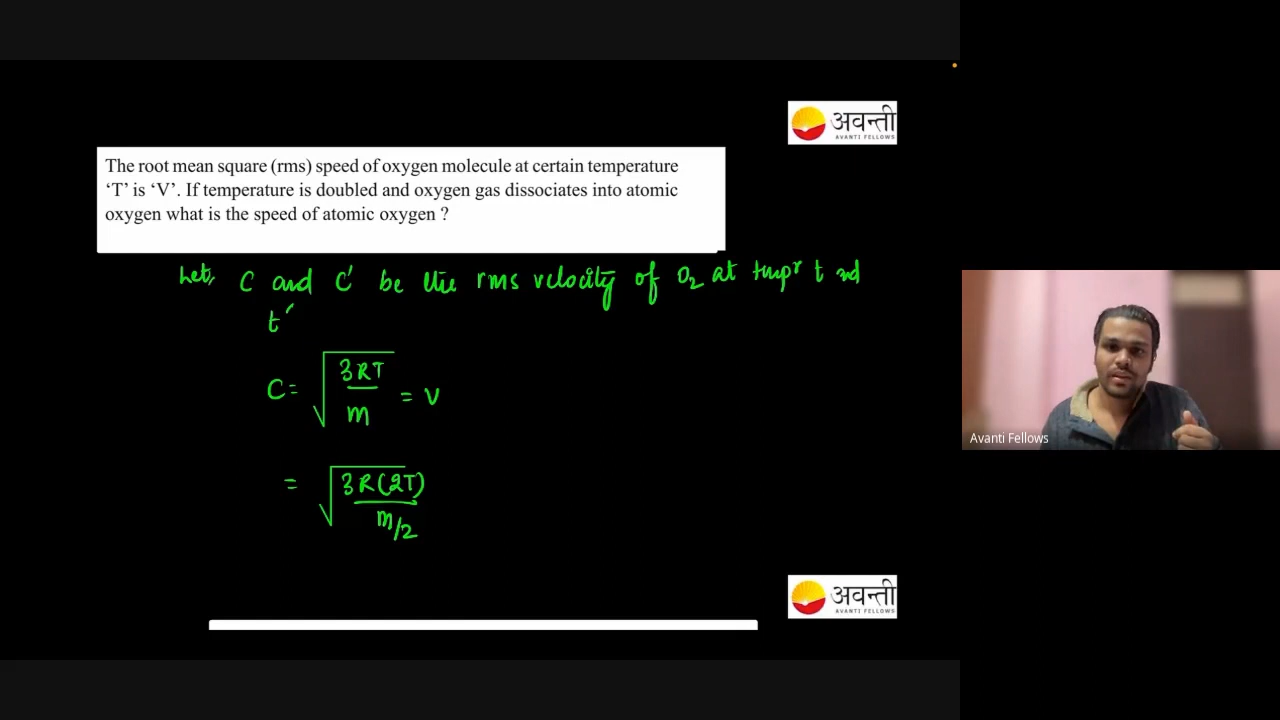 अवन्ती
AVANTI FELLOWS
The root mean square (rms) speed of oxygen molecule at certain temperature
‘T’ is ‘V’. If temperature is doubled and oxygen gas dissociates into atomic
oxygen what is the speed of atomic oxygen ?
Let, C and C' be the rms velocity of O₂ at tmpr t nd
t'
C = √(3RT/m) = V
= √(3R(2T)/(m/2))
Avanti Fellows
अवन्ती
AVANTI FELLOWS